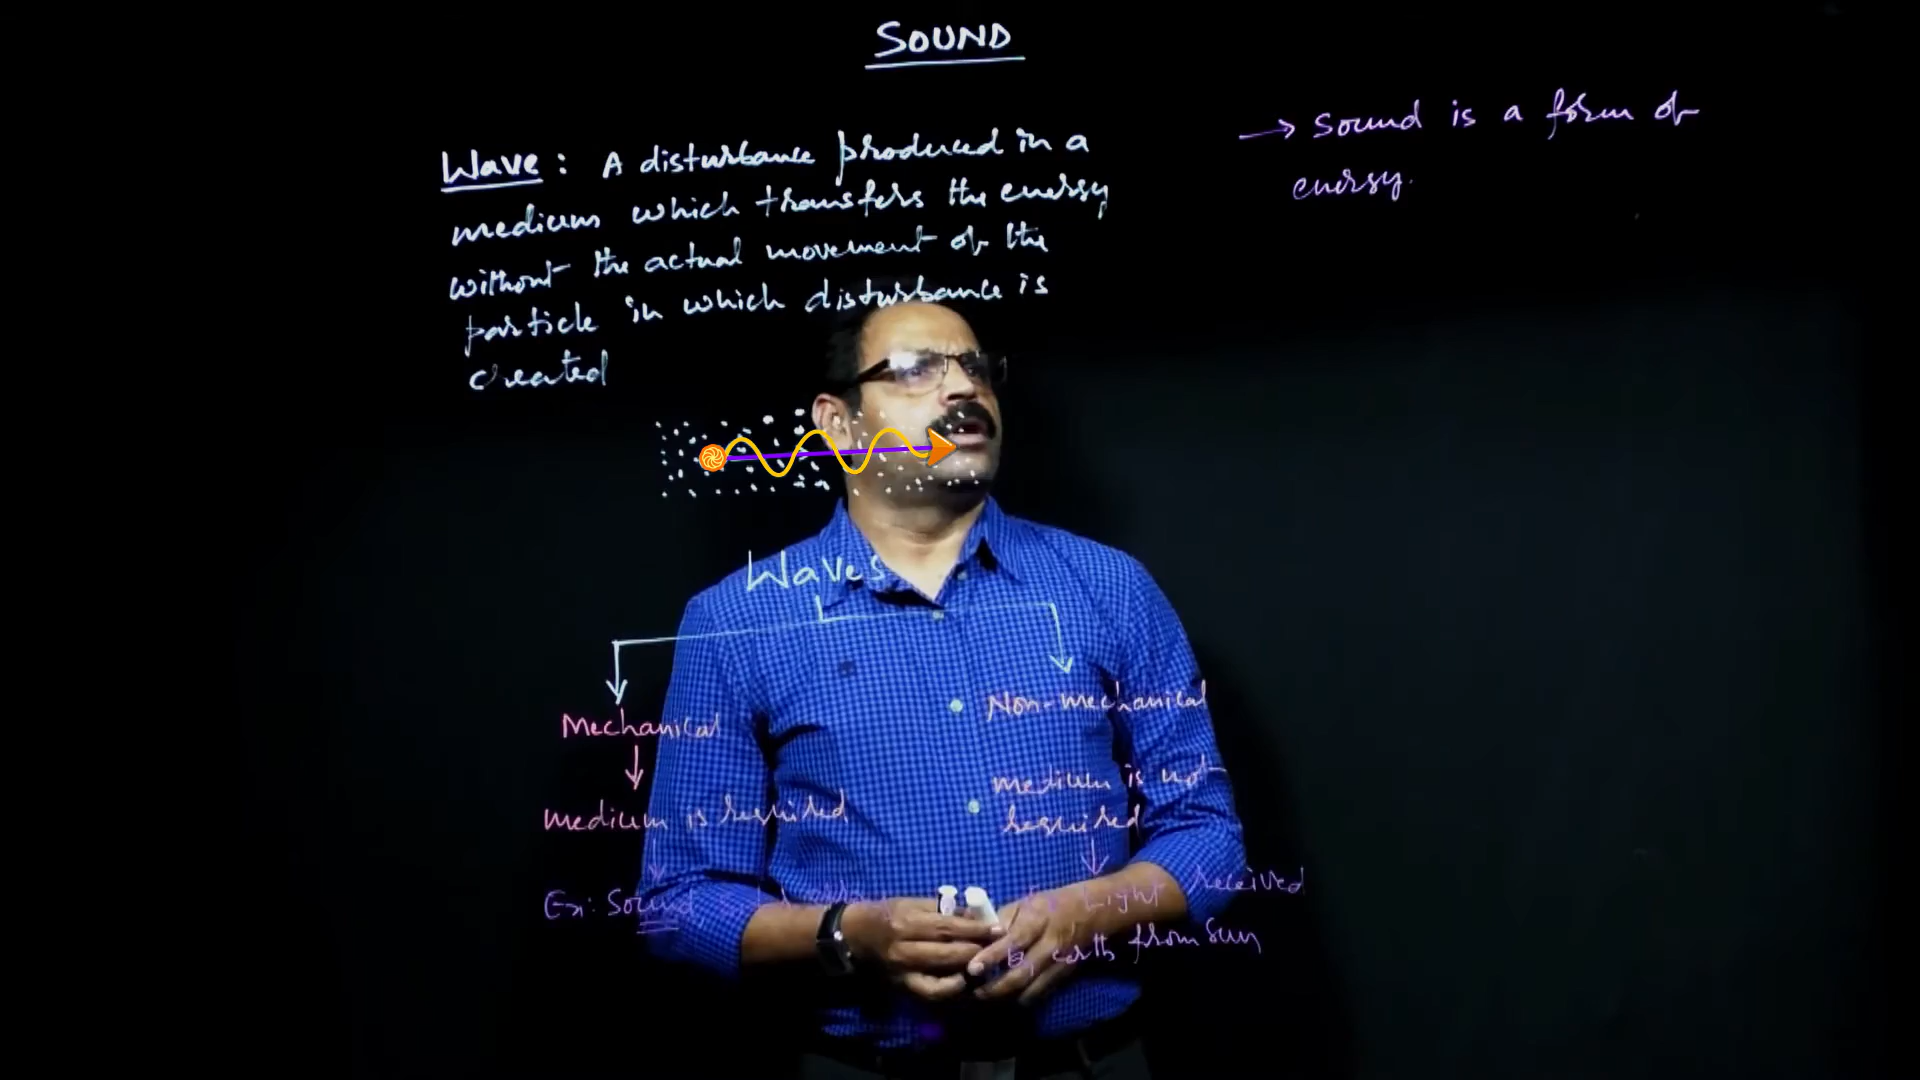 SOUND
Wave: A disturbance produced in a
medium which transfers the energy
without the actual movement of the
particle in which disturbance is
created
→ Sound is a form of
energy.
Waves
Mechanical
Non-mechanical
medium is required
medium is not
required
Ex: Sound
Light received
by earth from Sun